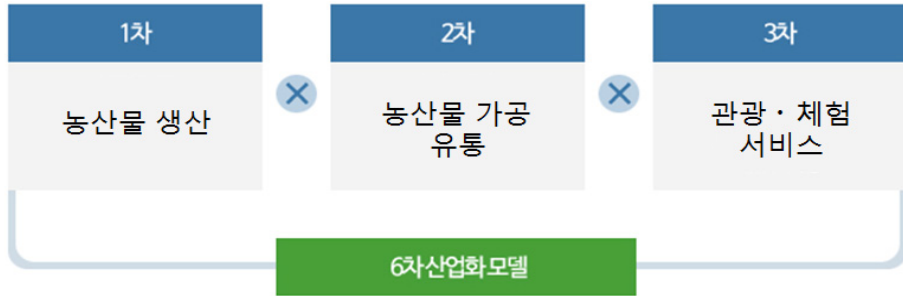 1차
농산물 생산
2차
농산물 가공
유통
3차
관광・체험
서비스
6차산업화모델